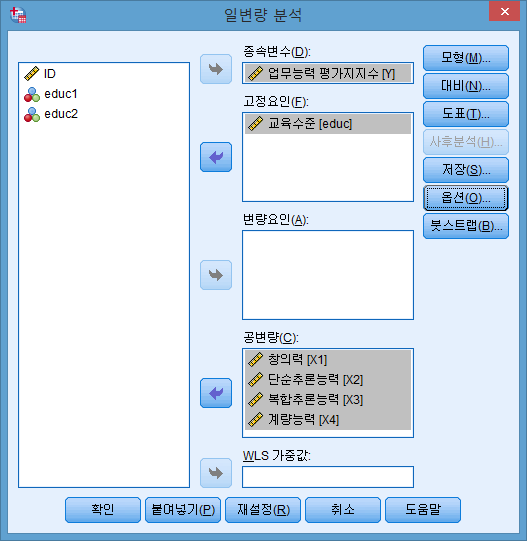 일변량 분석
ID
educ1
educ2
종속변수(D):
업무능력 평가지지수 [Y]
고정요인(F):
교육수준 [educ]
변량요인(A):
공변량(C):
창의력 [X1]
단순추론능력 [X2]
복합추론능력 [X3]
계량능력 [X4]
WLS 가중값:
모형(M)...
대비(N)...
도표(T)...
사후분석(H)...
저장(S)...
옵션(O)...
붓스트랩(B)...
확인
붙여넣기(P)
재설정(R)
취소
도움말